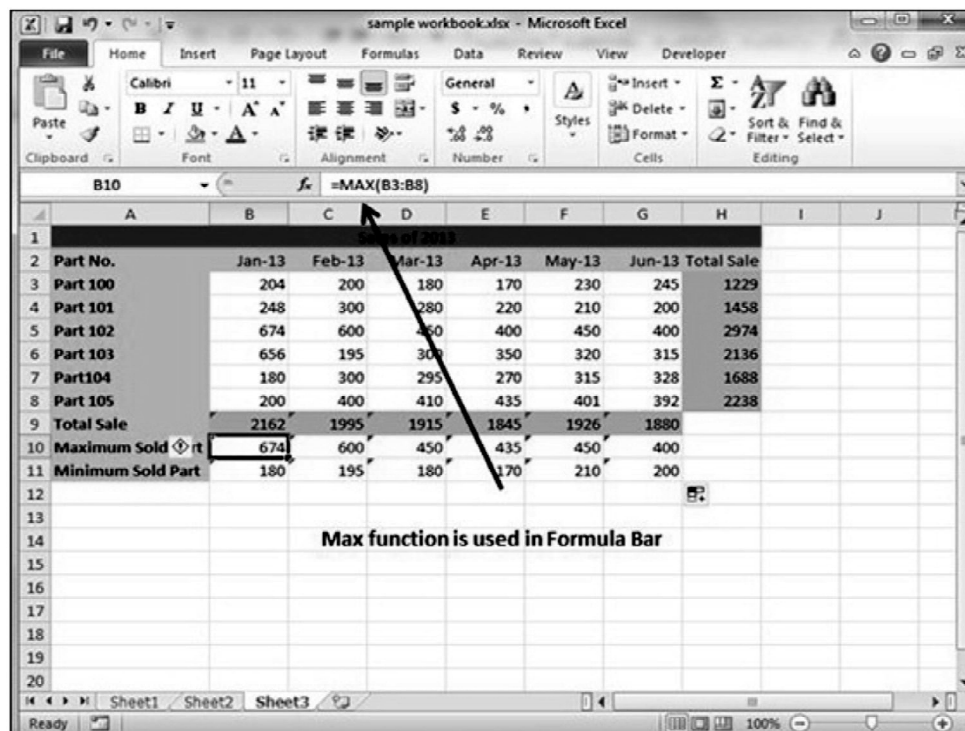 sample workbook.xlsx - Microsoft Excel
File Home Insert Page Layout Formulas Data Review View Developer
Calibri 11 General Insert Σ
B I U A A $ % , Delete
Paste Styles Format Sort & Filter Find & Select
Clipboard Font Alignment Number Cells Editing
B10 fx =MAX(B3:B8)
A B C D E F G H I J
1 Sales of 2013
2 Part No. Jan-13 Feb-13 Mar-13 Apr-13 May-13 Jun-13 Total Sale
3 Part 100 204 200 180 170 230 245 1229
4 Part 101 248 300 280 220 210 200 1458
5 Part 102 674 600 450 400 450 400 2974
6 Part 103 656 195 300 350 320 315 2136
7 Part104 180 300 295 270 315 328 1688
8 Part 105 200 400 410 435 401 392 2238
9 Total Sale 2162 1995 1915 1845 1926 1880
10 Maximum Sold rt 674 600 450 435 450 400
11 Minimum Sold Part 180 195 180 170 210 200
12
13
14 Max function is used in Formula Bar
15
16
17
18
19
20
Sheet1 Sheet2 Sheet3
Ready 100%